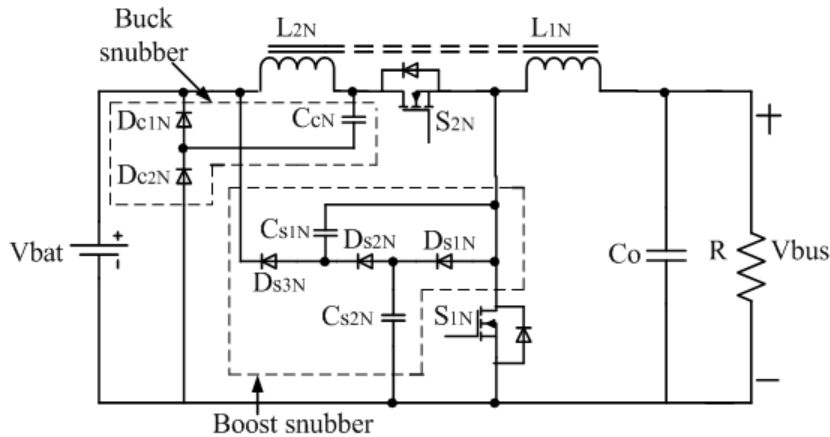 Buck
snubber
L2N
L1N
Dc1N
CcN
S2N
+
Dc2N
Cs1N
Ds2N
Ds1N
Vbat
+
-
Ds3N
Co
R
Vbus
Cs2N
S1N
−
Boost snubber